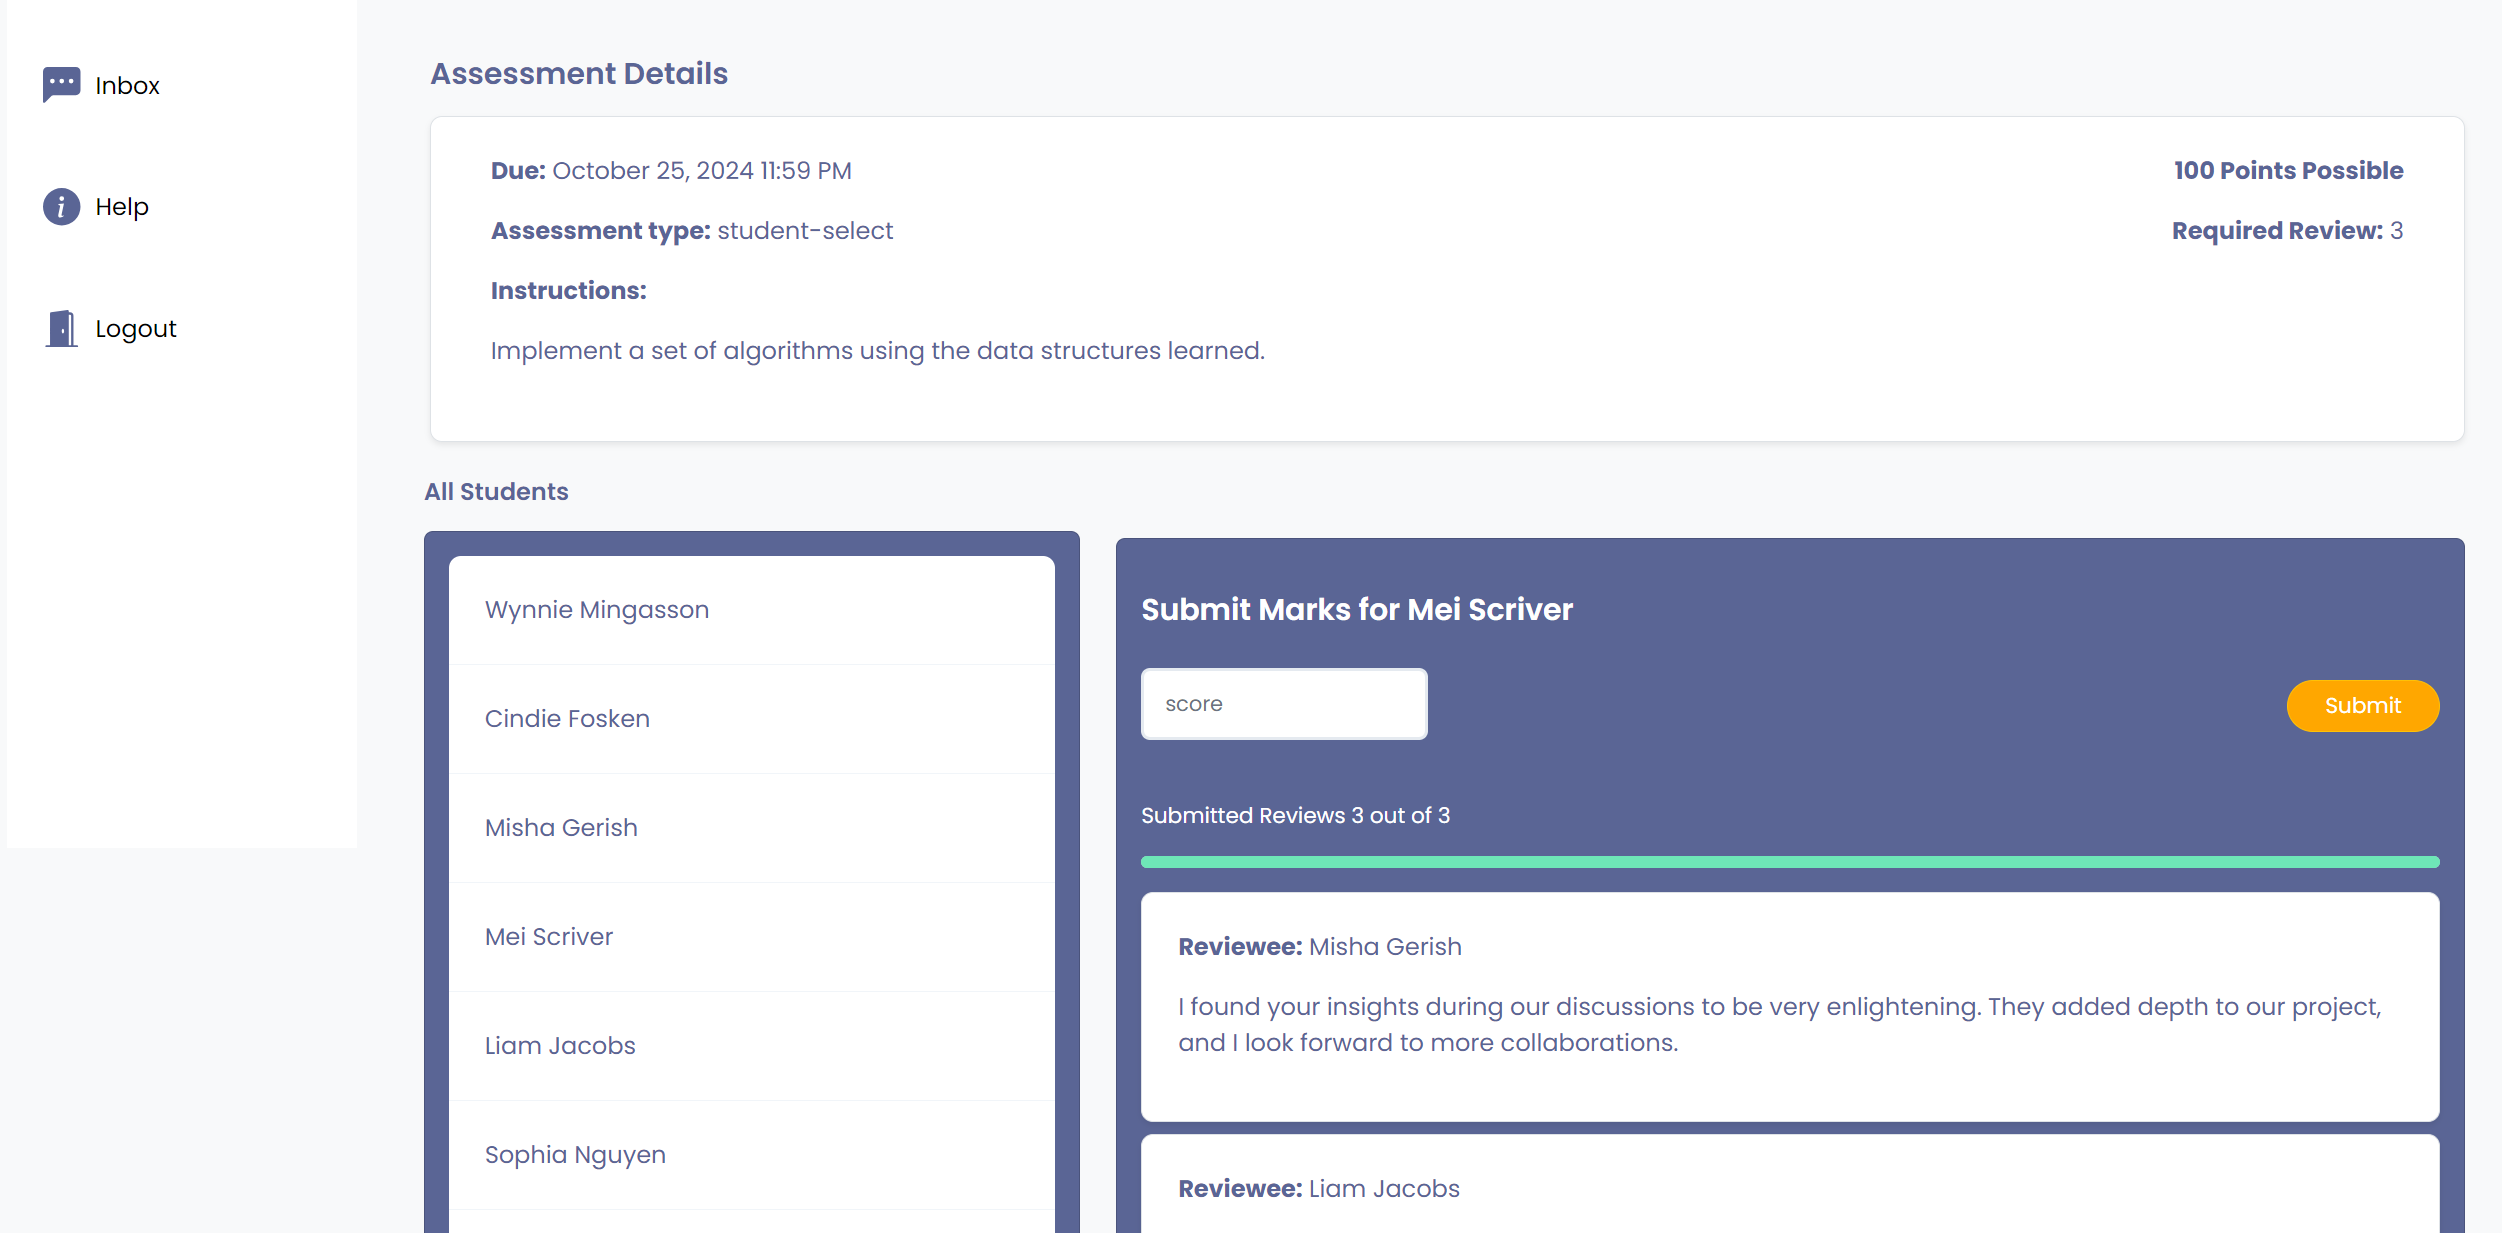 Inbox
Help
Logout
Assessment Details
Due: October 25, 2024 11:59 PM
100 Points Possible
Assessment type: student-select
Required Review: 3
Instructions:
Implement a set of algorithms using the data structures learned.
All Students
Wynnie Mingasson
Cindie Fosken
Misha Gerish
Mei Scriver
Liam Jacobs
Sophia Nguyen
Submit Marks for Mei Scriver
score
Submit
Submitted Reviews 3 out of 3
Reviewee: Misha Gerish
I found your insights during our discussions to be very enlightening. They added depth to our project,
and I look forward to more collaborations.
Reviewee: Liam Jacobs